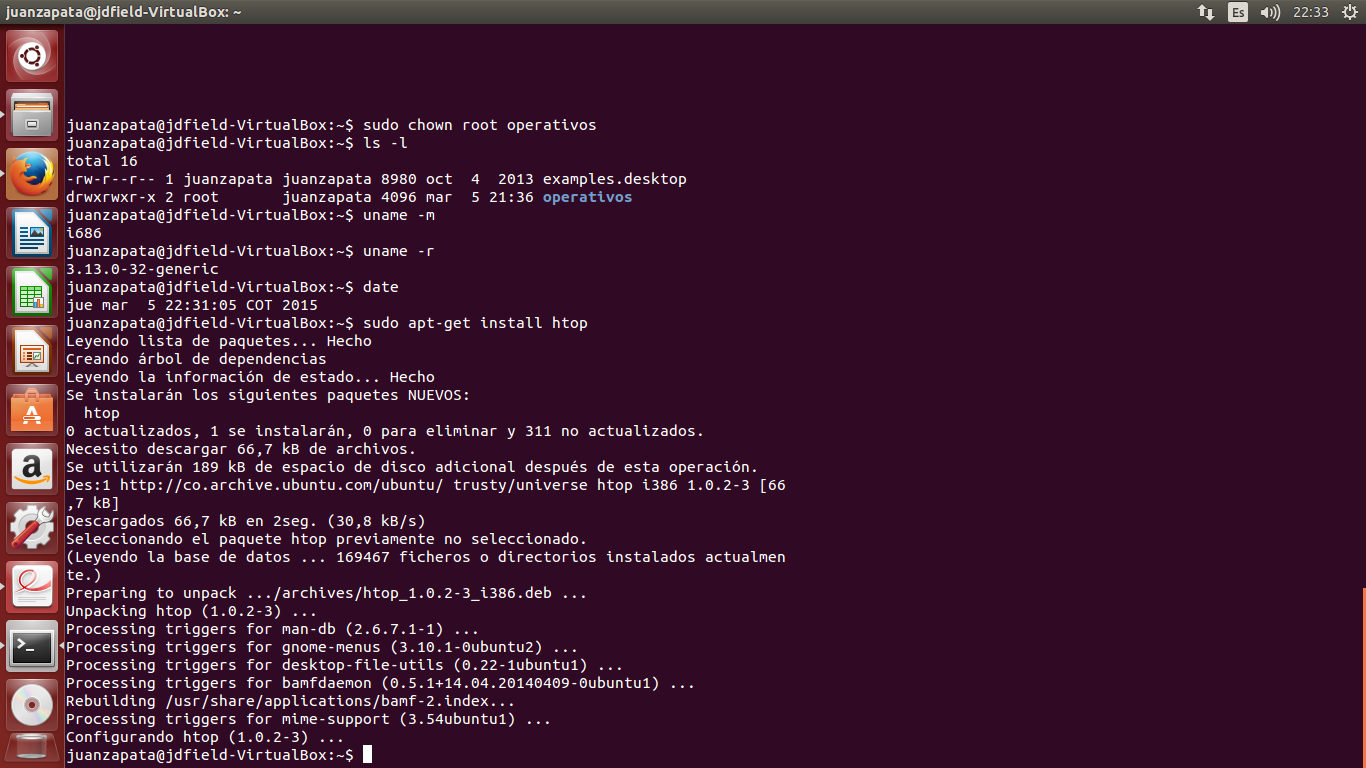 juanzapata@jdfield-VirtualBox: ~
Es
22:33
juanzapata@jdfield-VirtualBox:~$ sudo chown root operativos
juanzapata@jdfield-VirtualBox:~$ ls -l
total 16
-rw-r--r-- 1 juanzapata juanzapata 8980 oct  4  2013 examples.desktop
drwxrwxr-x 2 root       juanzapata 4096 mar  5 21:36 operativos
juanzapata@jdfield-VirtualBox:~$ uname -m
i686
juanzapata@jdfield-VirtualBox:~$ uname -r
3.13.0-32-generic
juanzapata@jdfield-VirtualBox:~$ date
jue mar  5 22:31:05 COT 2015
juanzapata@jdfield-VirtualBox:~$ sudo apt-get install htop
Leyendo lista de paquetes... Hecho
Creando árbol de dependencias
Leyendo la información de estado... Hecho
Se instalarán los siguientes paquetes NUEVOS:
  htop
0 actualizados, 1 se instalarán, 0 para eliminar y 311 no actualizados.
Necesito descargar 66,7 kB de archivos.
Se utilizarán 189 kB de espacio de disco adicional después de esta operación.
Des:1 http://co.archive.ubuntu.com/ubuntu/ trusty/universe htop i386 1.0.2-3 [66
,7 kB]
Descargados 66,7 kB en 2seg. (30,8 kB/s)
Seleccionando el paquete htop previamente no seleccionado.
(Leyendo la base de datos ... 169467 ficheros o directorios instalados actualmen
te.)
Preparing to unpack .../archives/htop_1.0.2-3_i386.deb ...
Unpacking htop (1.0.2-3) ...
Processing triggers for man-db (2.6.7.1-1) ...
Processing triggers for gnome-menus (3.10.1-0ubuntu2) ...
Processing triggers for desktop-file-utils (0.22-1ubuntu1) ...
Processing triggers for bamfdaemon (0.5.1+14.04.20140409-0ubuntu1) ...
Rebuilding /usr/share/applications/bamf-2.index...
Processing triggers for mime-support (3.54ubuntu1) ...
Configurando htop (1.0.2-3) ...
juanzapata@jdfield-VirtualBox:~$